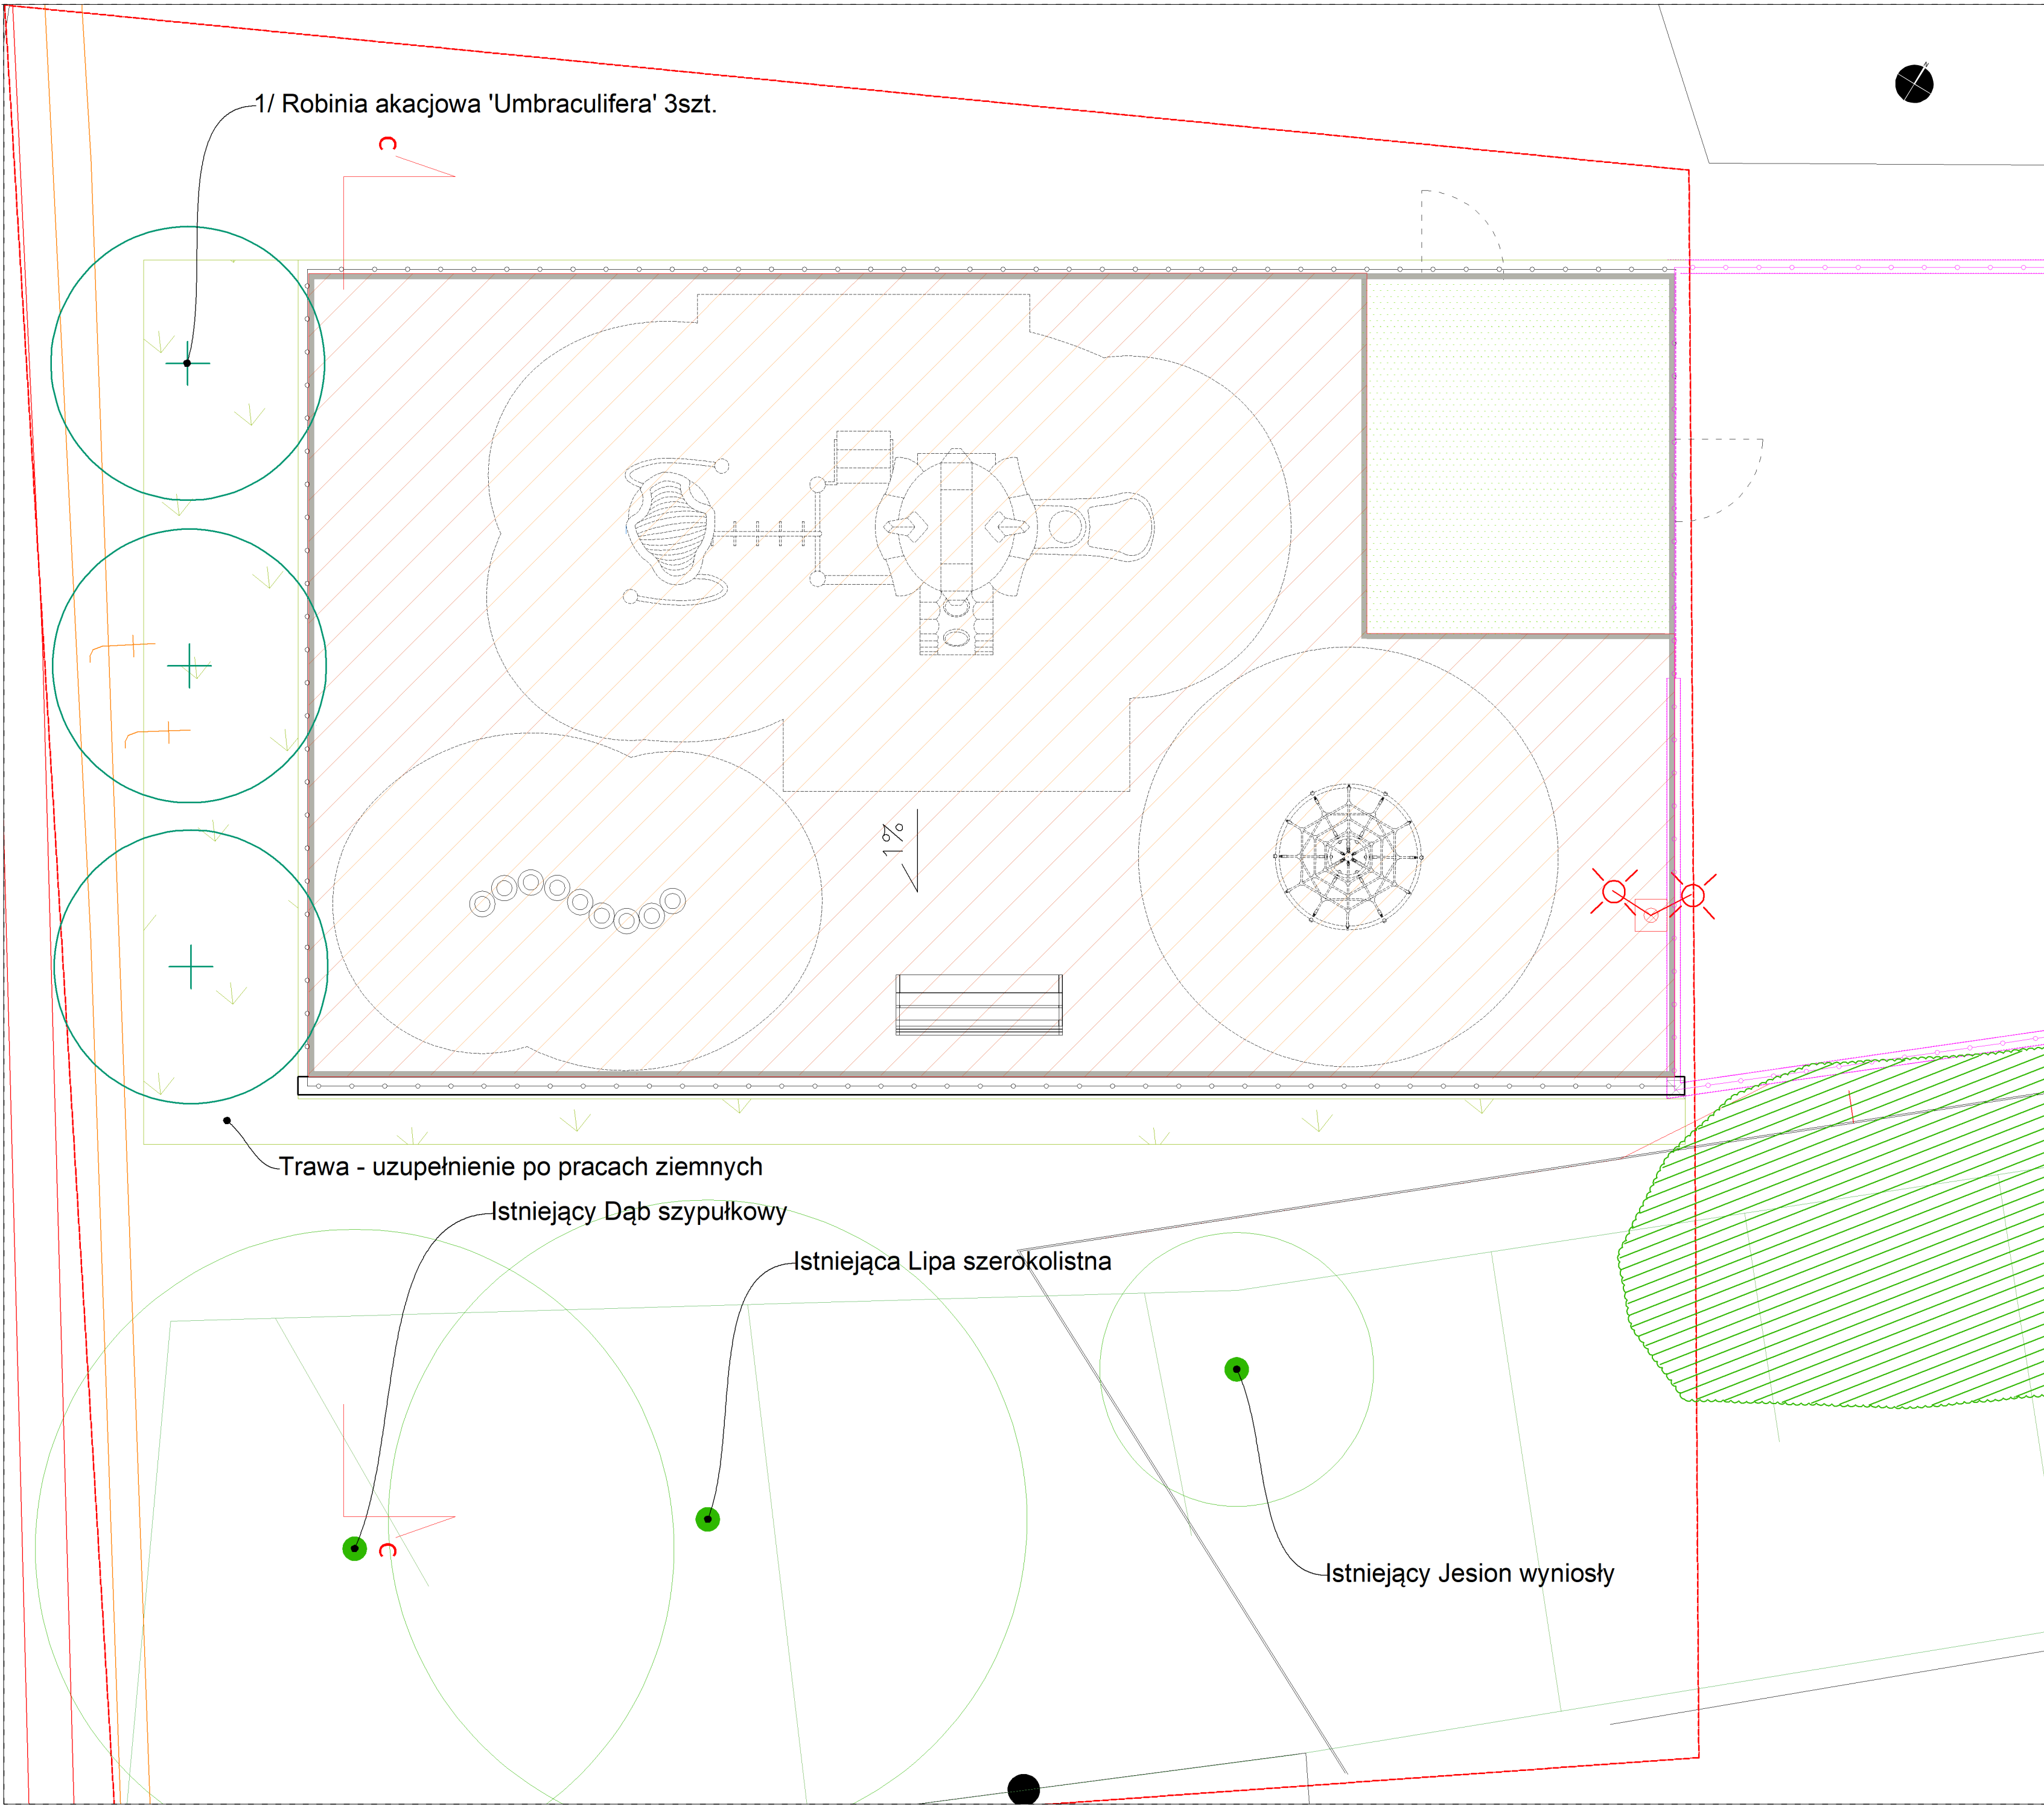 N
1/ Robinia akacjowa 'Umbraculifera' 3szt.
C
1%
Trawa - uzupełnienie po pracach ziemnych
Istniejący Dąb szypułkowy
Istniejąca Lipa szerokolistna
C
Istniejący Jesion wyniosły